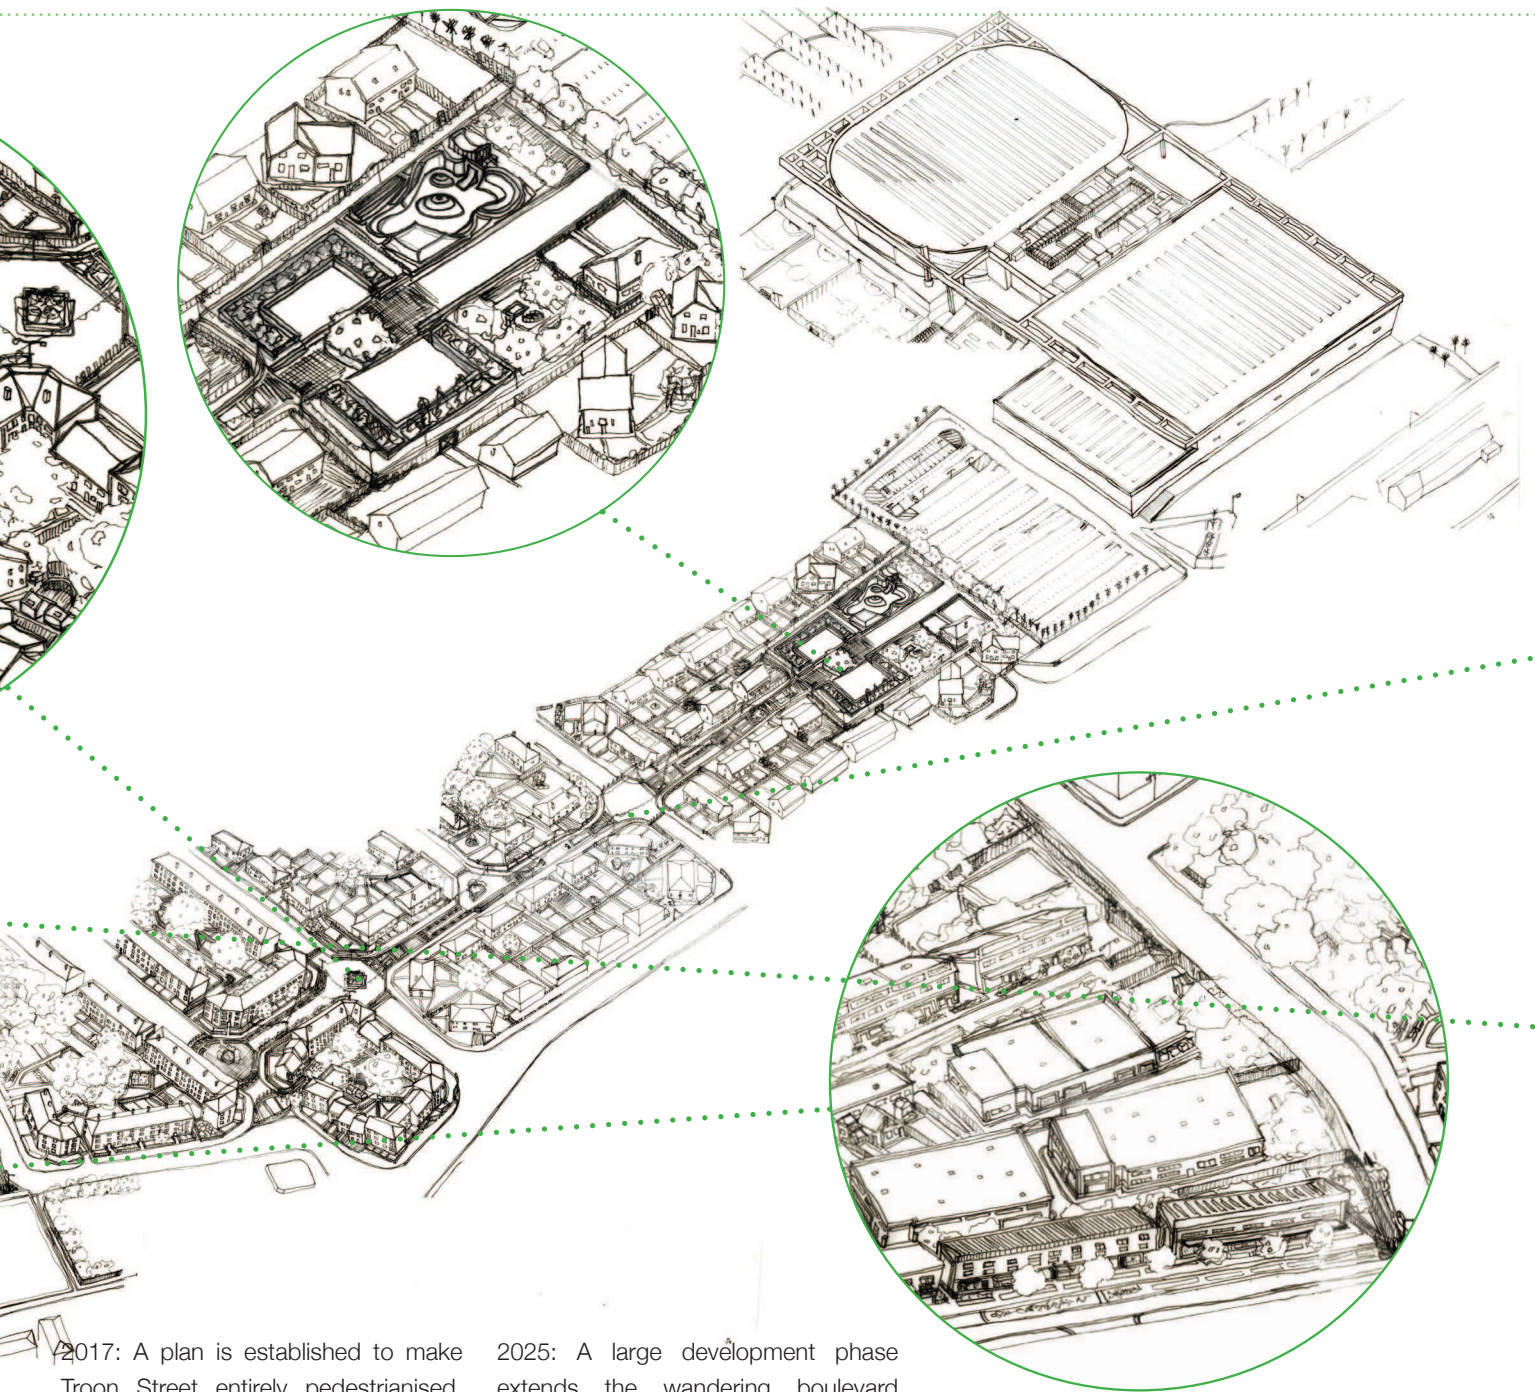 2017: A plan is established to make
Troon Street entirely pedestrianised.
2025: A large development phase
extends the wandering boulevard